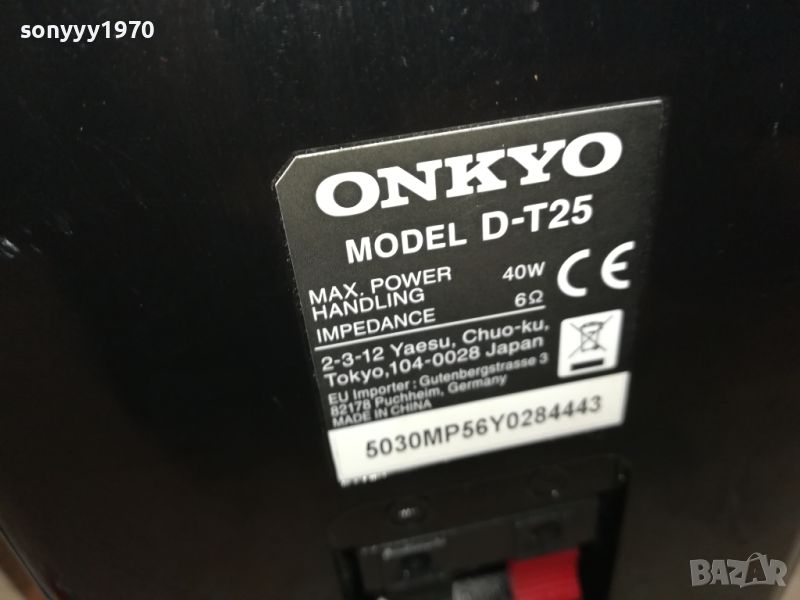 sonyyy1970
ONKYO
MODEL D-T25
MAX. POWER HANDLING 40W
IMPEDANCE 6Ω
CE
2-3-12 Yaesu, Chuo-ku,
Tokyo,104-0028 Japan
EU Importer : Gutenbergstrasse 3
82178 Puchheim, Germany
MADE IN CHINA
5030MP56Y0284443
BAZAR